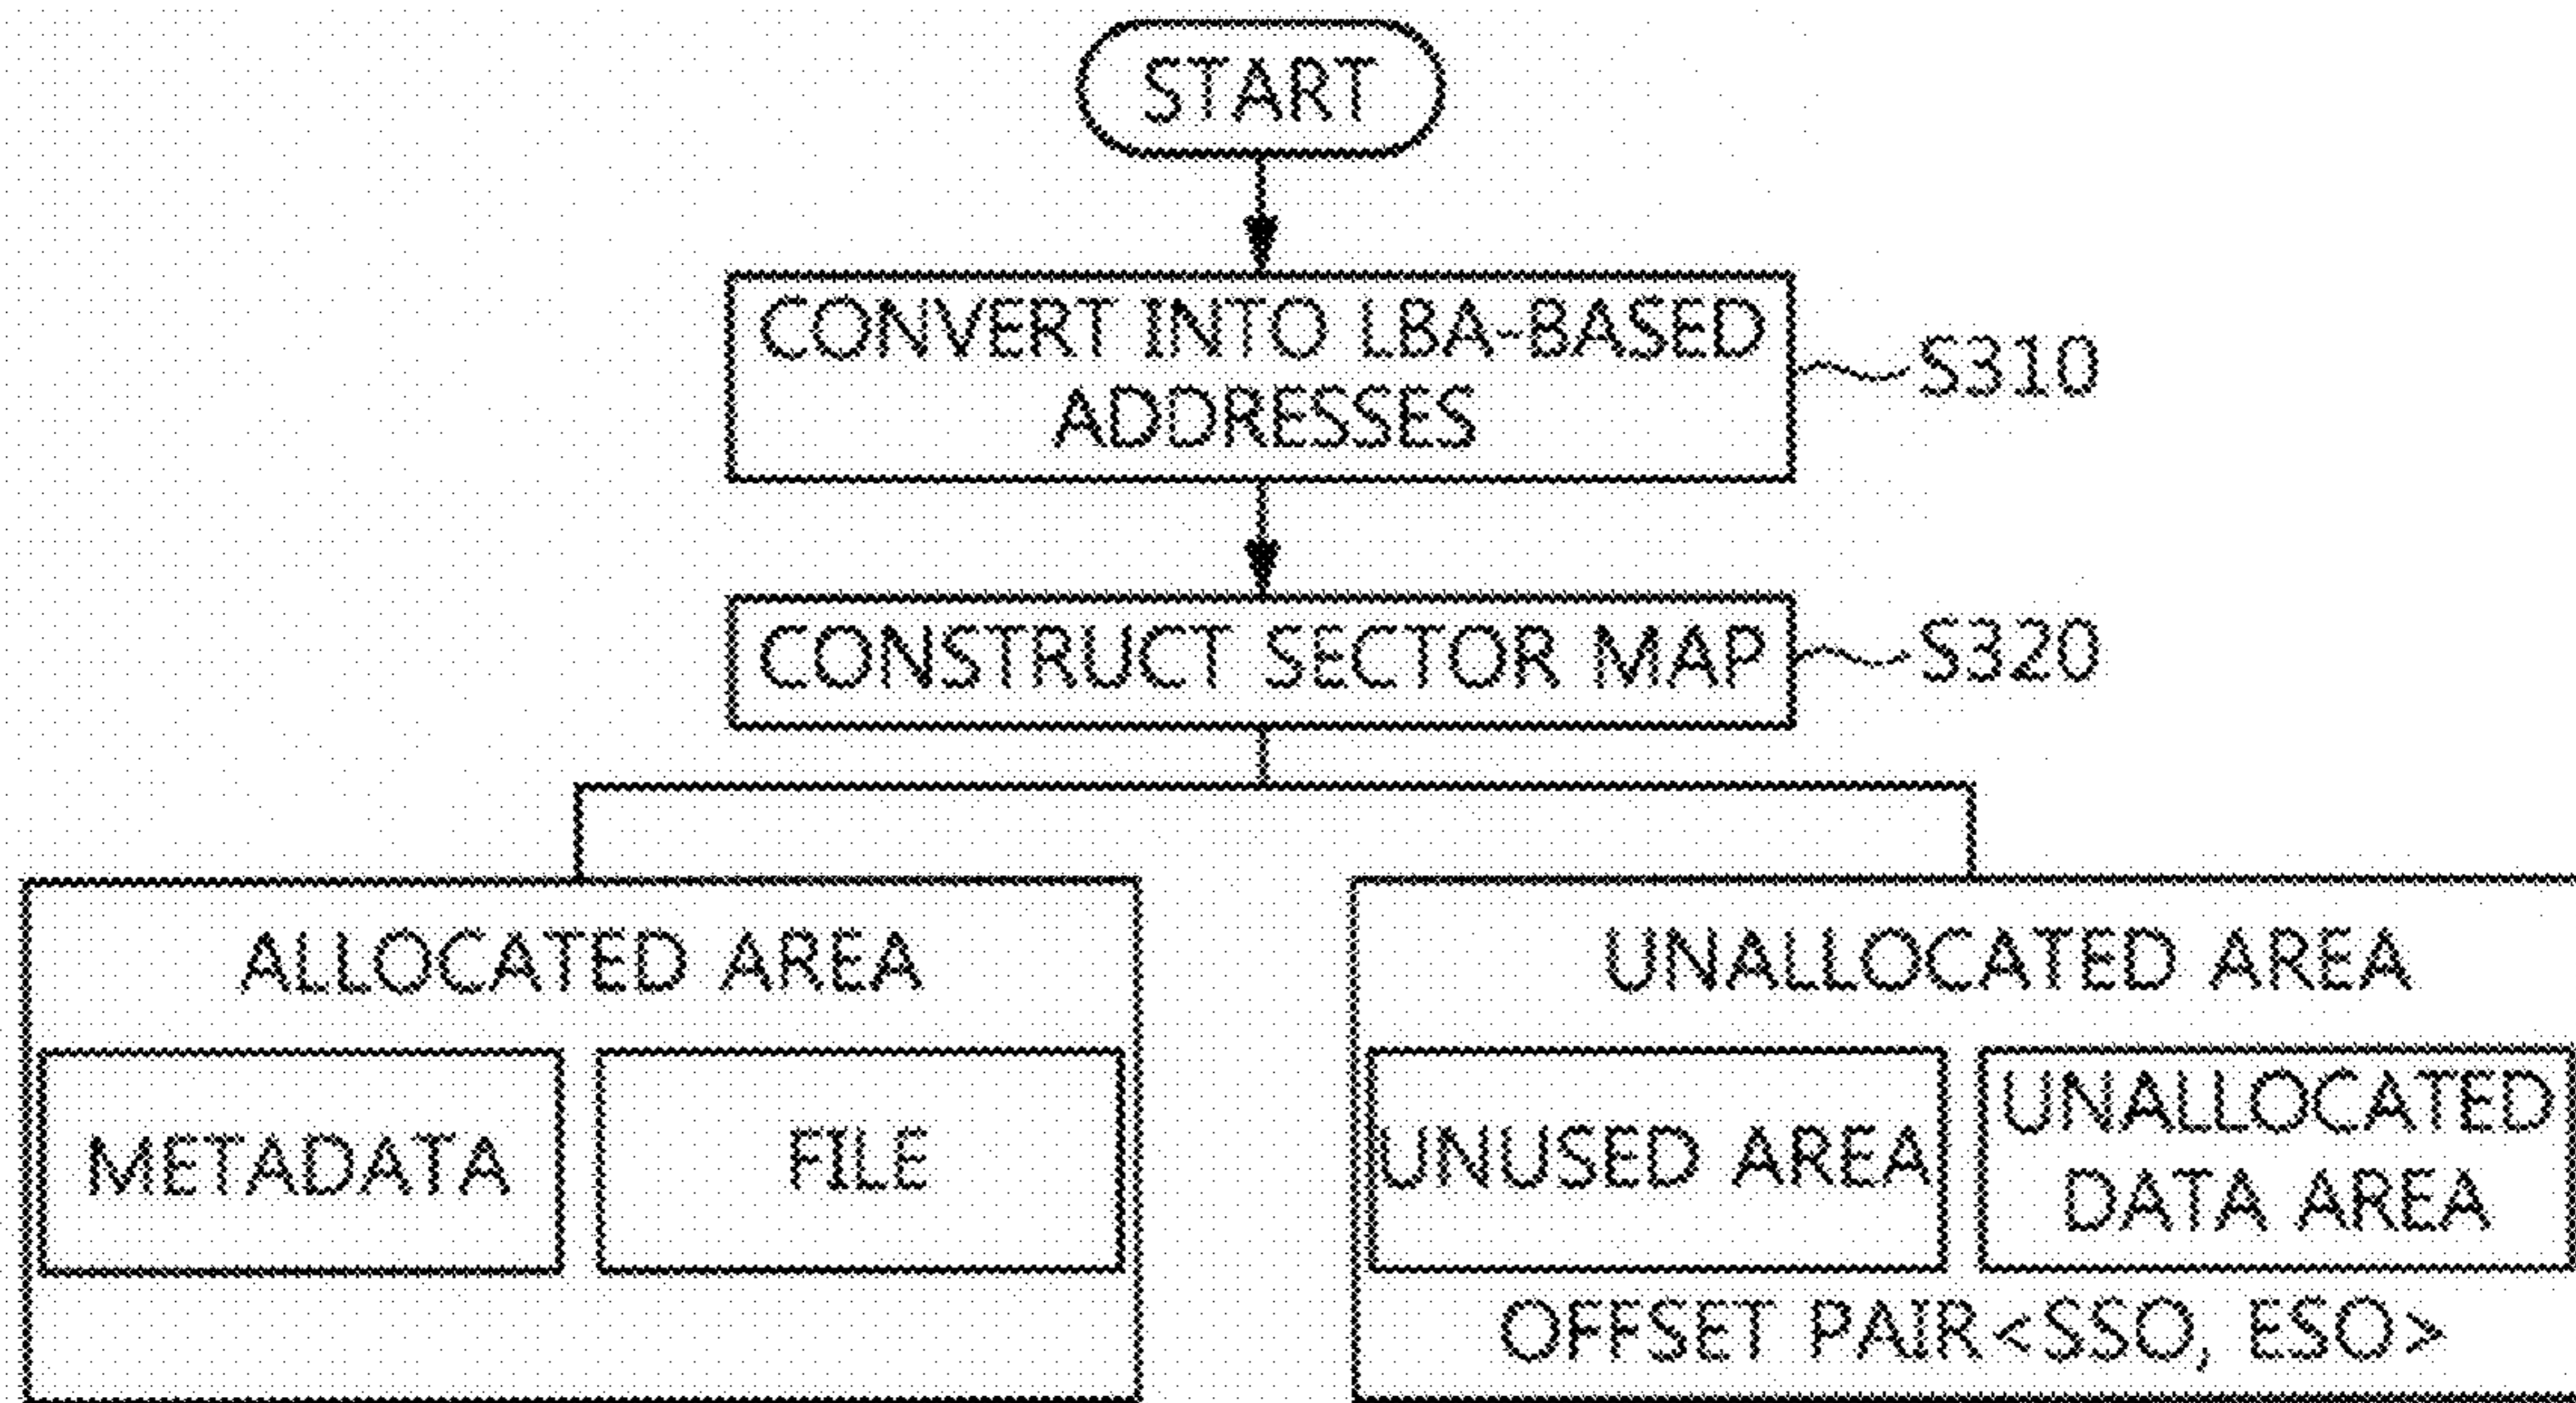 START
CONVERT INTO LBA-BASED
ADDRESSES
S310
CONSTRUCT SECTOR MAP
S320
ALLOCATED AREA
METADATA
FILE
UNALLOCATED AREA
UNUSED AREA
UNALLOCATED
DATA AREA
OFFSET PAIR<SSO, ESO>